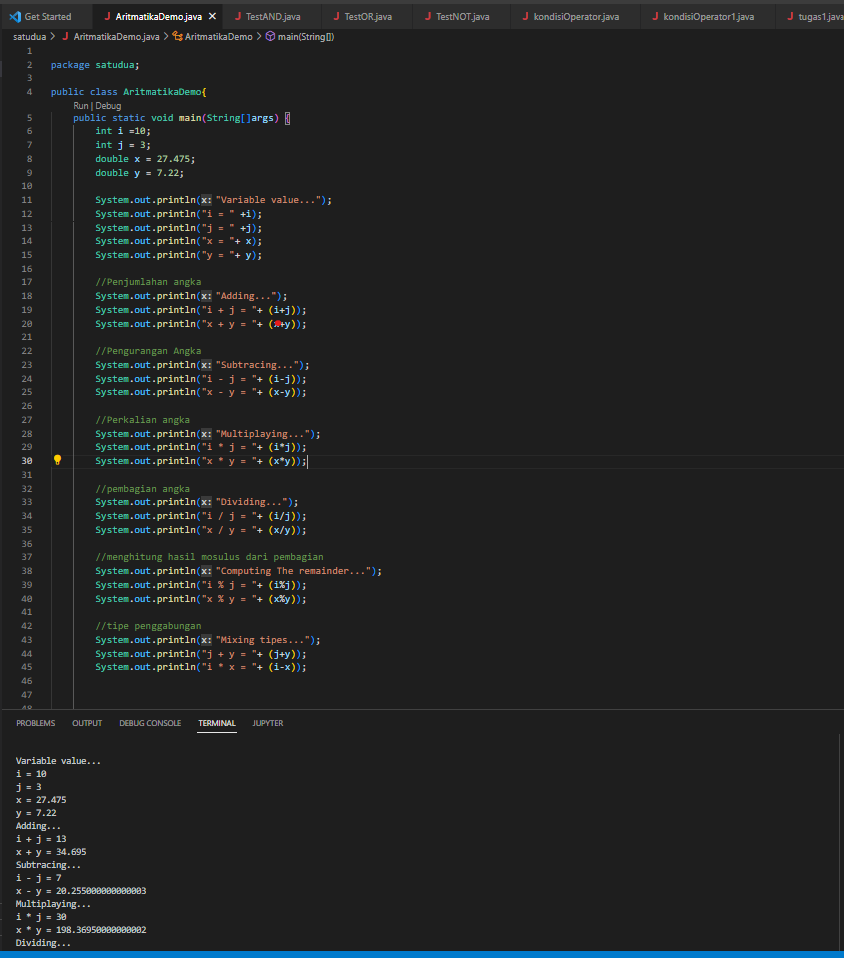 Get Started J AritmatikaDemo.java × J TestAND.java J TestOR.java J TestNOT.java J kondisiOperator.java J kondisiOperator1.java J tugas1.java
satudua > J AritmatikaDemo.java > AritmatikaDemo > main(String[])
1
2 package satudua;
3
4 public class AritmatikaDemo{
Run | Debug
5 public static void main(String[]args) {
6 int i =10;
7 int j = 3;
8 double x = 27.475;
9 double y = 7.22;
10
11 System.out.println(x: "Variable value...");
12 System.out.println("i = " +i);
13 System.out.println("j = " +j);
14 System.out.println("x = "+ x);
15 System.out.println("y = "+ y);
16
17 //Penjumlahan angka
18 System.out.println(x: "Adding...");
19 System.out.println("i + j = "+ (i+j));
20 System.out.println("x + y = "+ (x+y));
21
22 //Pengurangan Angka
23 System.out.println(x: "Subtracing...");
24 System.out.println("i - j = "+ (i-j));
25 System.out.println("x - y = "+ (x-y));
26
27 //Perkalian angka
28 System.out.println(x: "Multiplaying...");
29 System.out.println("i * j = "+ (i*j));
30 System.out.println("x * y = "+ (x*y));
31
32 //pembagian angka
33 System.out.println(x: "Dividing...");
34 System.out.println("i / j = "+ (i/j));
35 System.out.println("x / y = "+ (x/y));
36
37 //menghitung hasil mosulus dari pembagian
38 System.out.println(x: "Computing The remainder...");
39 System.out.println("i % j = "+ (i%j));
40 System.out.println("x % y = "+ (x%y));
41
42 //tipe penggabungan
43 System.out.println(x: "Mixing tipes...");
44 System.out.println("j + y = "+ (j+y));
45 System.out.println("i * x = "+ (i-x));
46
47
48
PROBLEMS OUTPUT DEBUG CONSOLE TERMINAL JUPYTER
Variable value...
i = 10
j = 3
x = 27.475
y = 7.22
Adding...
i + j = 13
x + y = 34.695
Subtracing...
i - j = 7
x - y = 20.255000000000003
Multiplaying...
i * j = 30
x * y = 198.36950000000002
Dividing...